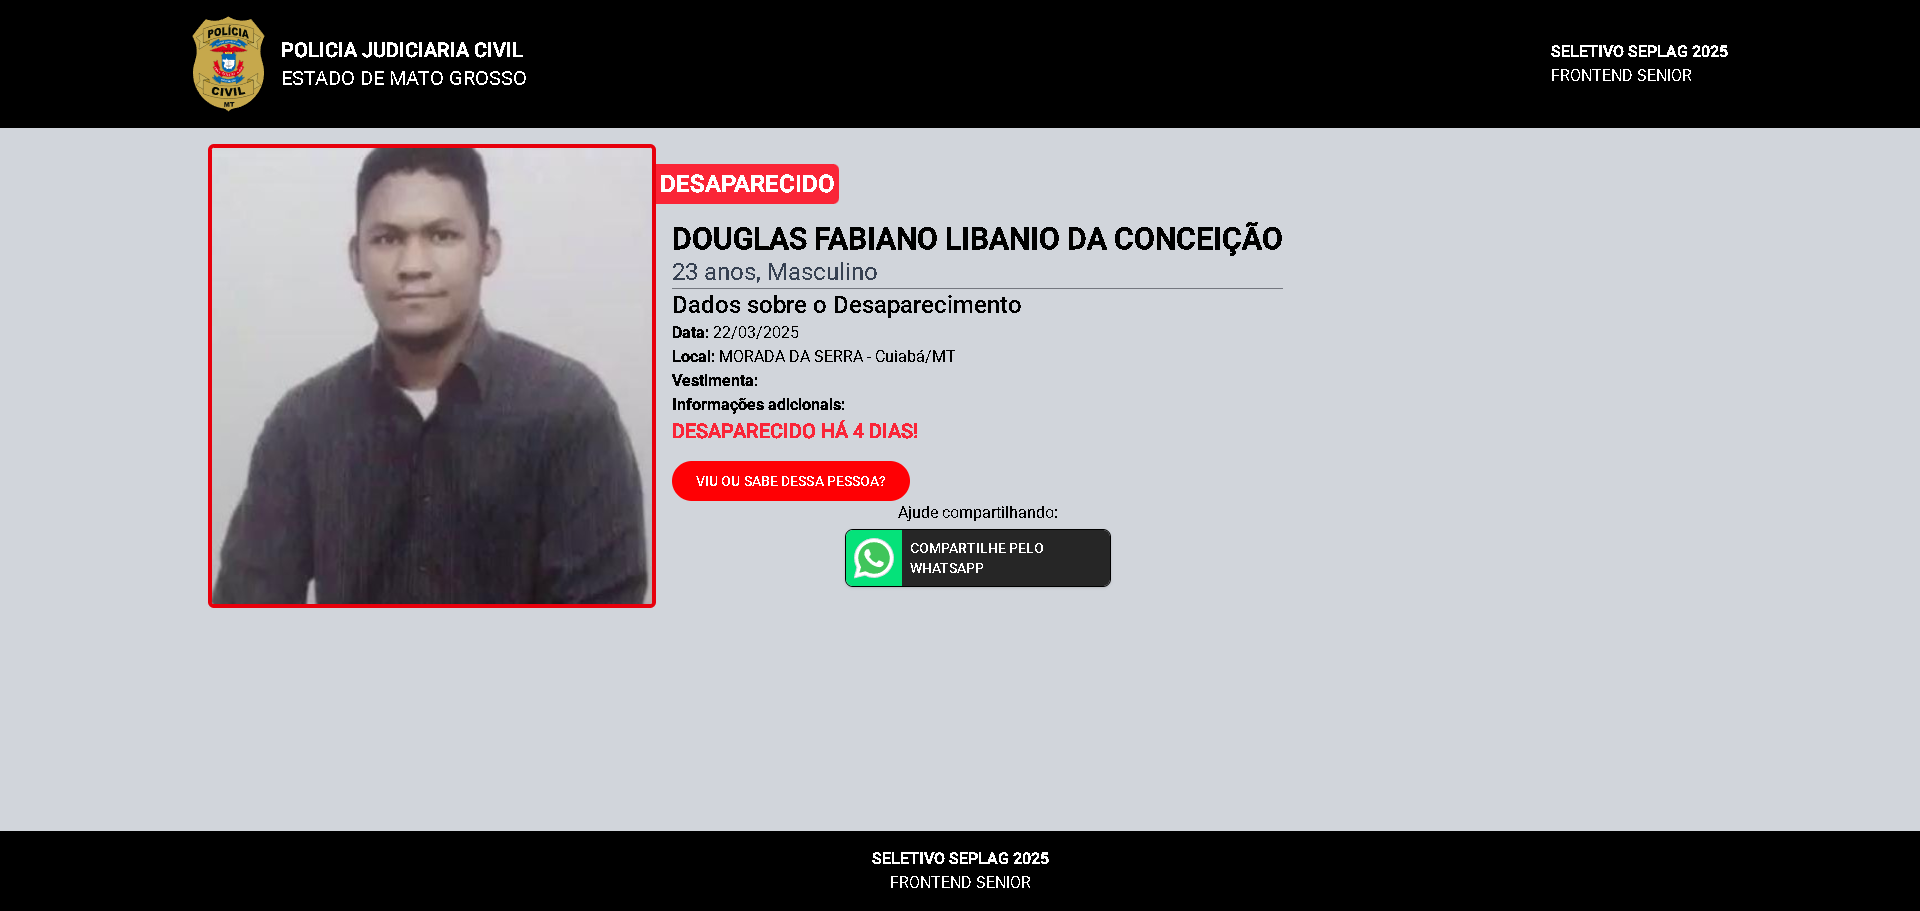 POLÍCIA
CIVIL
MT
POLICIA JUDICIARIA CIVIL
ESTADO DE MATO GROSSO
SELETIVO SEPLAG 2025
FRONTEND SENIOR
DESAPARECIDO
DOUGLAS FABIANO LIBANIO DA CONCEIÇÃO
23 anos, Masculino
Dados sobre o Desaparecimento
Data: 22/03/2025
Local: MORADA DA SERRA - Cuiabá/MT
Vestimenta:
Informações adicionais:
DESAPARECIDO HÁ 4 DIAS!
VIU OU SABE DESSA PESSOA?
Ajude compartilhando:
COMPARTILHE PELO
WHATSAPP
SELETIVO SEPLAG 2025
FRONTEND SENIOR